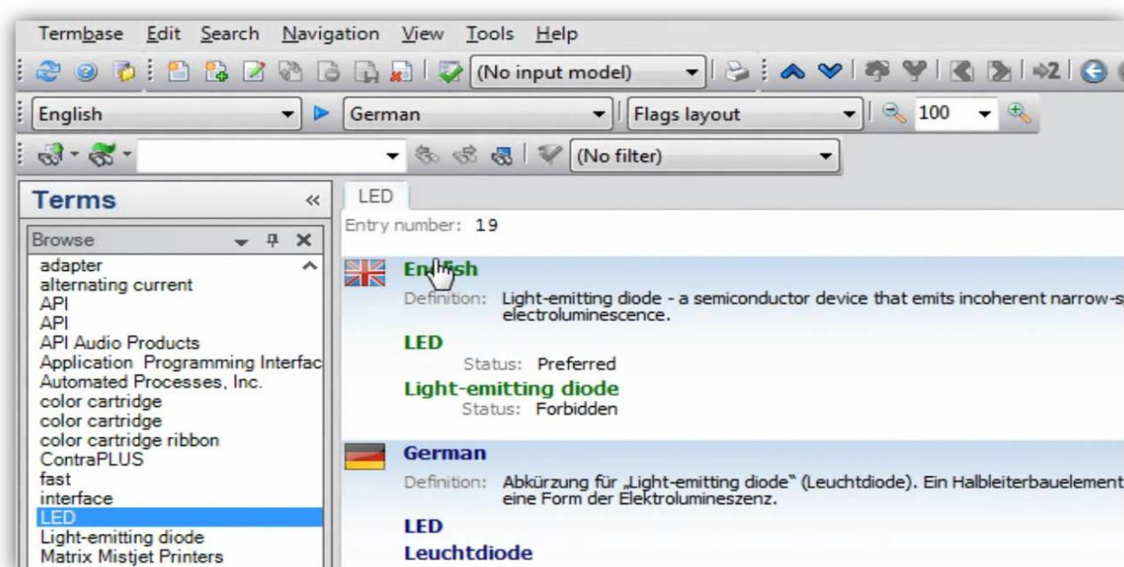 Termbase Edit Search Navigation View Tools Help
(No input model)
2
English German Flags layout 100
(No filter)
Terms
LED
Entry number: 19
Browse
adapter
alternating current
API
API
API Audio Products
Application Programming Interfac
Automated Processes, Inc.
color cartridge
color cartridge
color cartridge ribbon
ContraPLUS
fast
interface
LED
Light-emitting diode
Matrix Mistjet Printers
English
Definition: Light-emitting diode - a semiconductor device that emits incoherent narrow-s
electroluminescence.
LED
Status: Preferred
Light-emitting diode
Status: Forbidden
German
Definition: Abkürzung für „Light-emitting diode“ (Leuchtdiode). Ein Halbleiterbauelement
eine Form der Elektrolumineszenz.
LED
Leuchtdiode